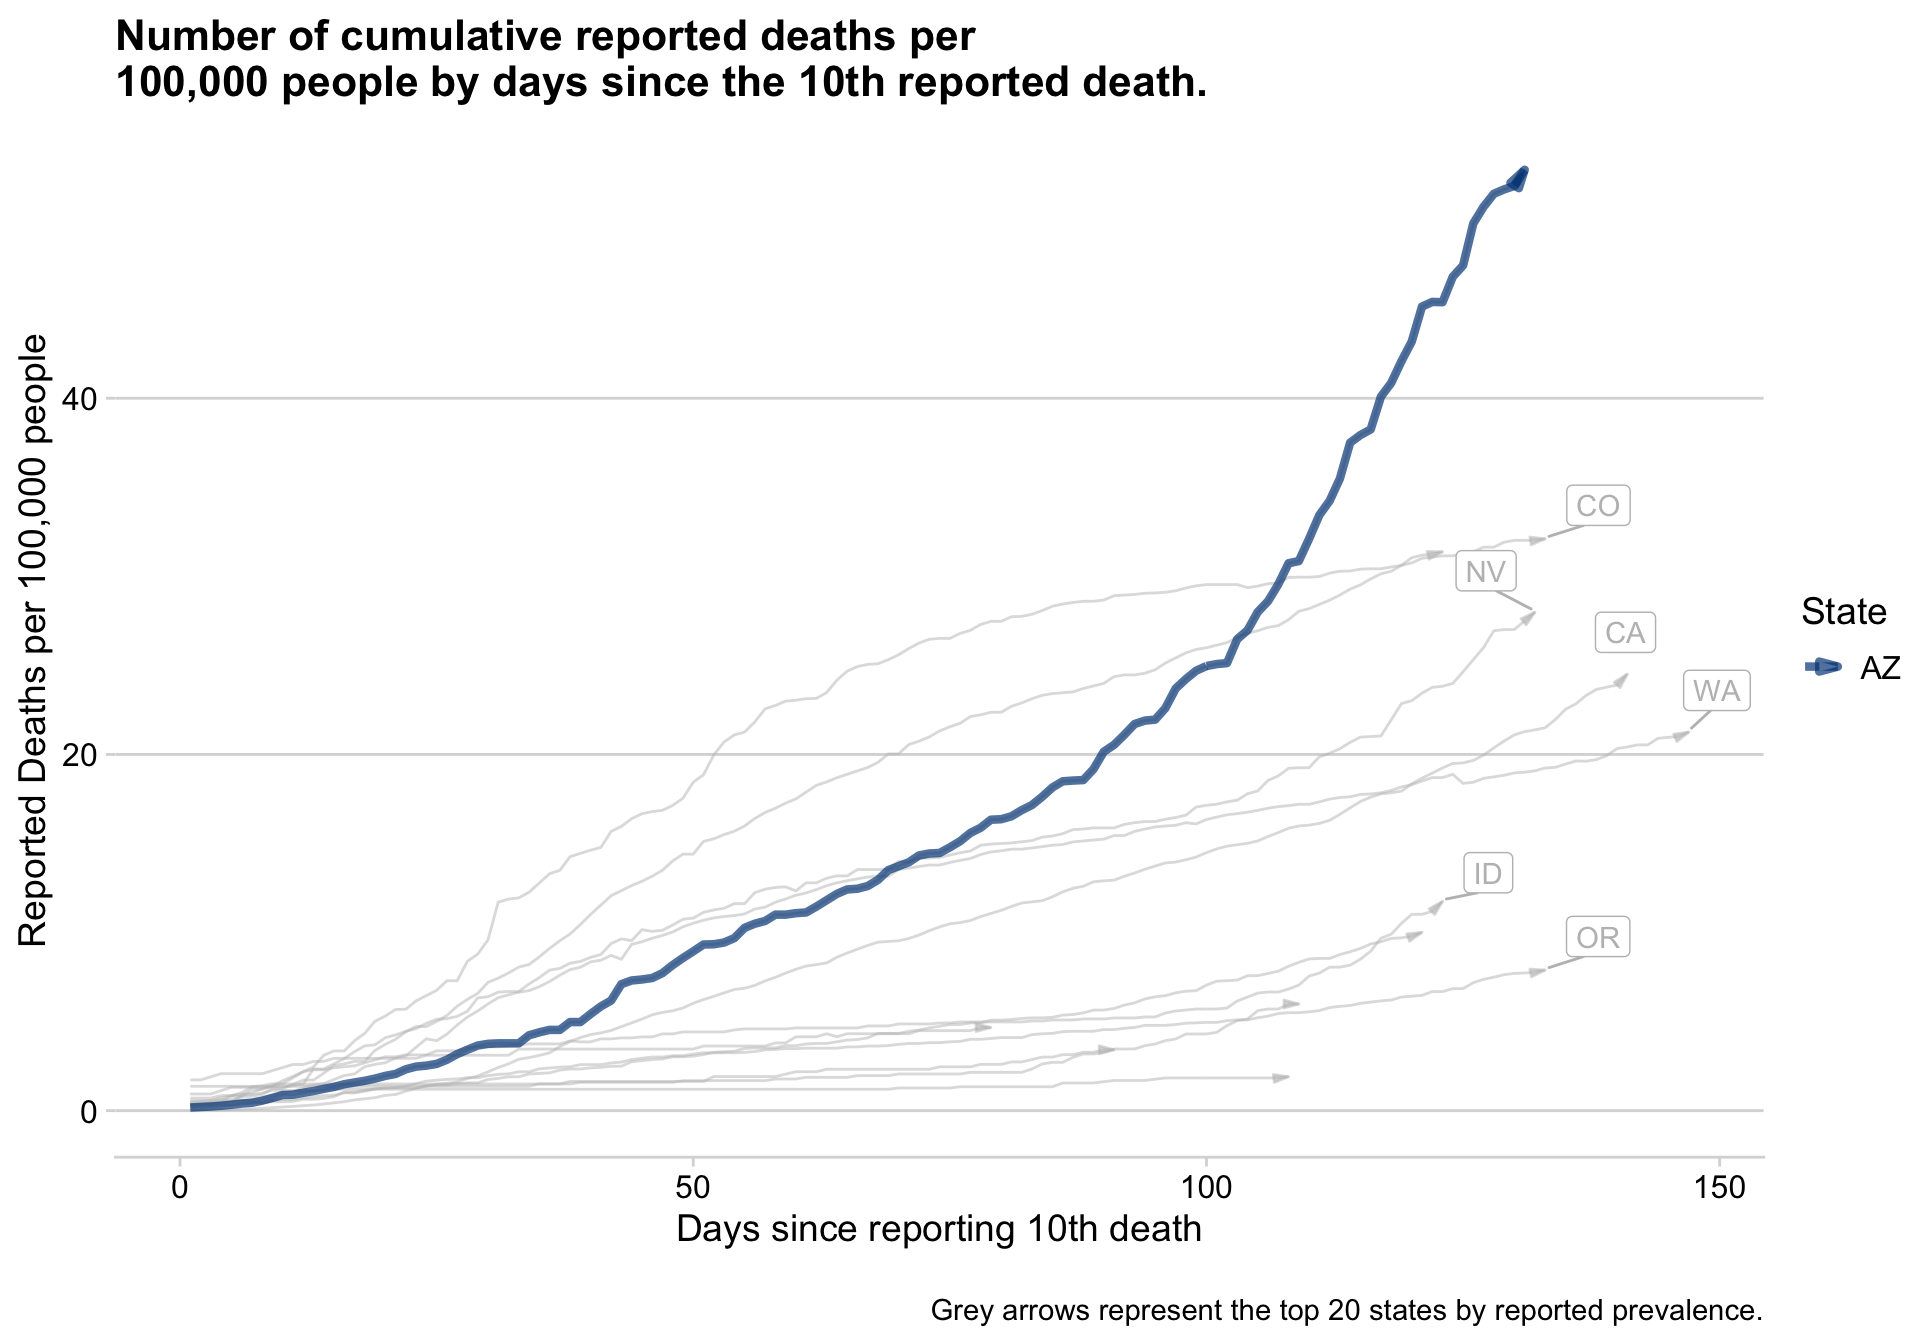 Number of cumulative reported deaths per
100,000 people by days since the 10th reported death.
Reported Deaths per 100,000 people
40
20
0
CO
NV
CA
WA
ID
OR
State
AZ
0
50
100
150
Days since reporting 10th death
Grey arrows represent the top 20 states by reported prevalence.